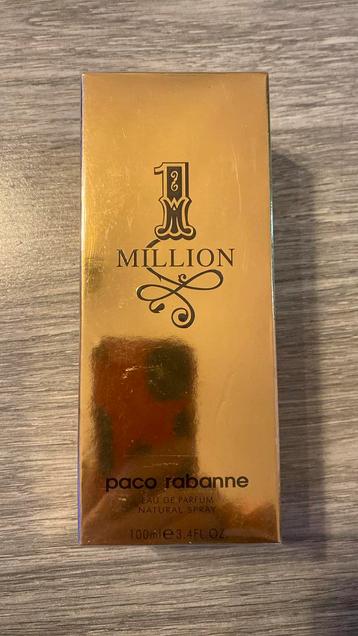 1
MILLION
paco rabanne
EAU DE PARFUM
NATURAL SPRAY
100ml e 3.4FL.OZ.